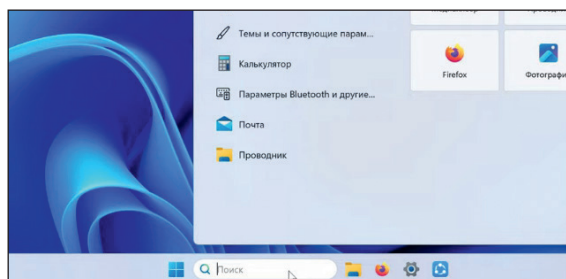 Темы и сопутствующие парам...
Калькулятор
Параметры Bluetooth и другие...
Почта
Проводник
Firefox
Фотографи
Поиск